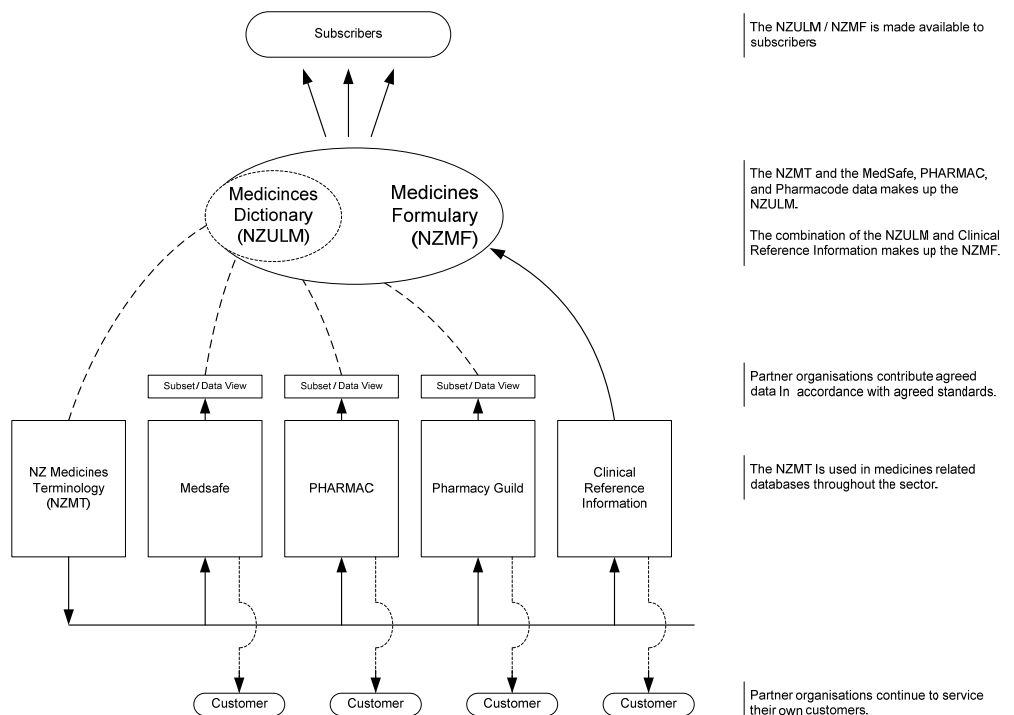 Subscribers
The NZULM / NZMF is made available to
subscribers
Medicinces
Dictionary
(NZULM)
Medicines
Formulary
(NZMF)
The NZMT and the MedSafe, PHARMAC,
and Pharmacode data makes up the
NZULM.
The combination of the NZULM and Clinical
Reference Information makes up the NZMF.
Subset/Data View
Subset/Data View
Subset/Data View
Partner organisations contribute agreed
data In accordance with agreed standards.
NZ Medicines
Terminology
(NZMT)
Medsafe
PHARMAC
Pharmacy Guild
Clinical
Reference
Information
The NZMT Is used in medicines related
databases throughout the sector.
Customer
Customer
Customer
Customer
Partner organisations continue to service
their own customers.